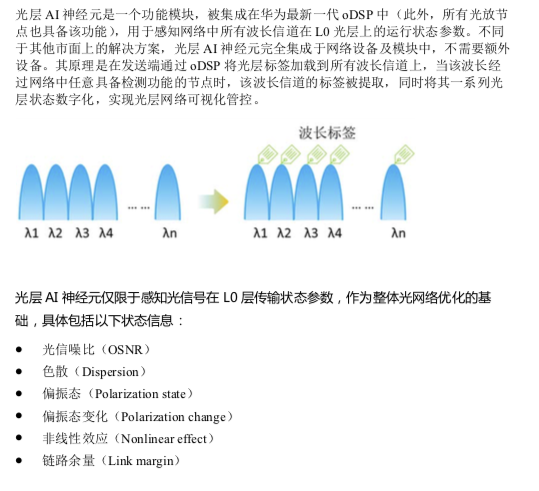 光层 AI 神经元是一个功能模块，被集成在华为最新一代 oDSP 中（此外，所有光放节
点也具备该功能），用于感知网络中所有波长信道在 L0 光层上的运行状态参数。不同
于其他市面上的解决方案，光层 AI 神经元完全集成于网络设备及模块中，不需要额外
设备。其原理是在发送端通过 oDSP 将光层标签加载到所有波长信道上，当该波长经
过网络中任意具备检测功能的节点时，该波长信道的标签被提取，同时将其一系列光
层状态数字化，实现光层网络可视化管控。
波长标签
λ1 λ2 λ3 λ4 …… λn
λ1 λ2 λ3 λ4 …… λn
光层 AI 神经元仅限于感知光信号在 L0 层传输状态参数，作为整体光网络优化的基
础，具体包括以下状态信息：
● 光信噪比（OSNR）
● 色散（Dispersion）
● 偏振态（Polarization state）
● 偏振态变化（Polarization change）
● 非线性效应（Nonlinear effect）
● 链路余量（Link margin）